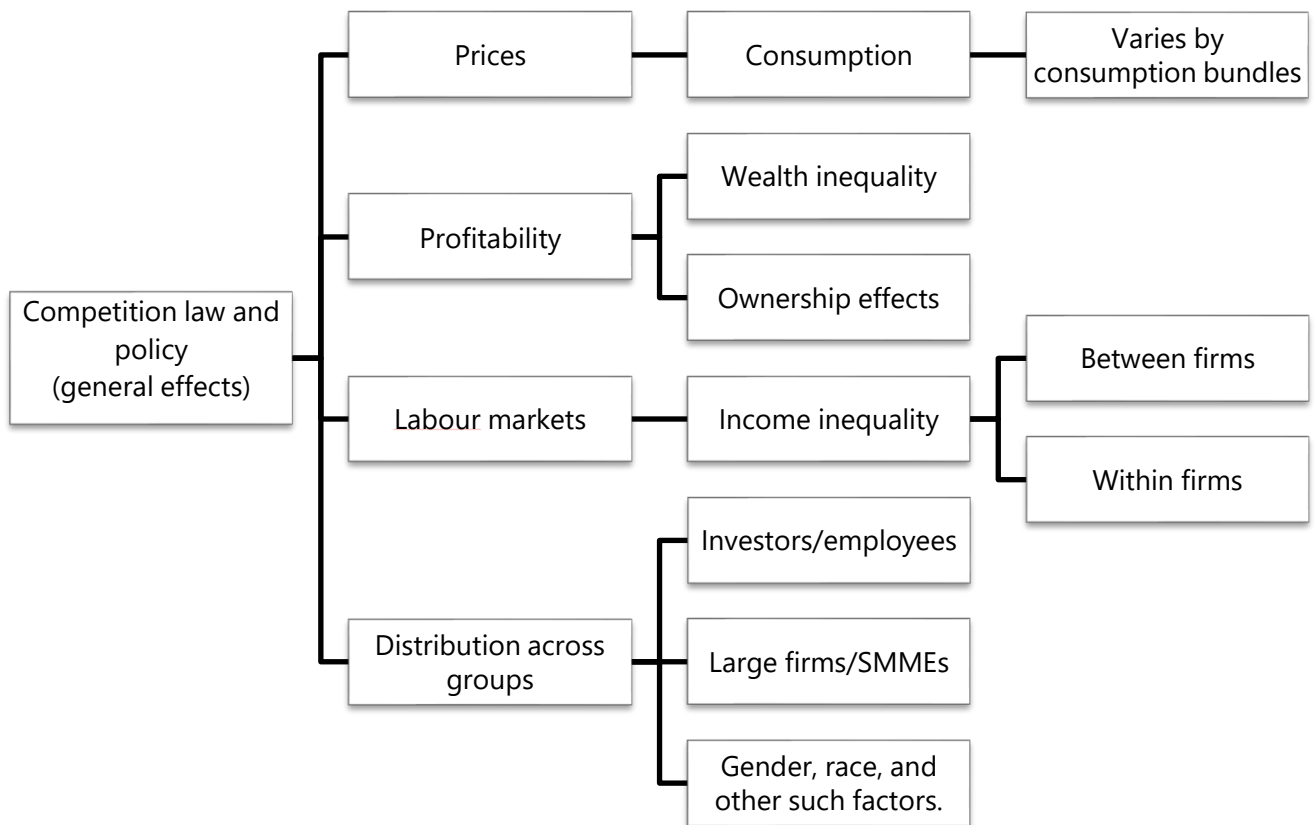 Prices
Consumption
Varies by
consumption bundles
Wealth inequality
Profitability
Ownership effects
Competition law and
policy
(general effects)
Between firms
Labour markets
Income inequality
Within firms
Investors/employees
Distribution across
groups
Large firms/SMMEs
Gender, race, and
other such factors.